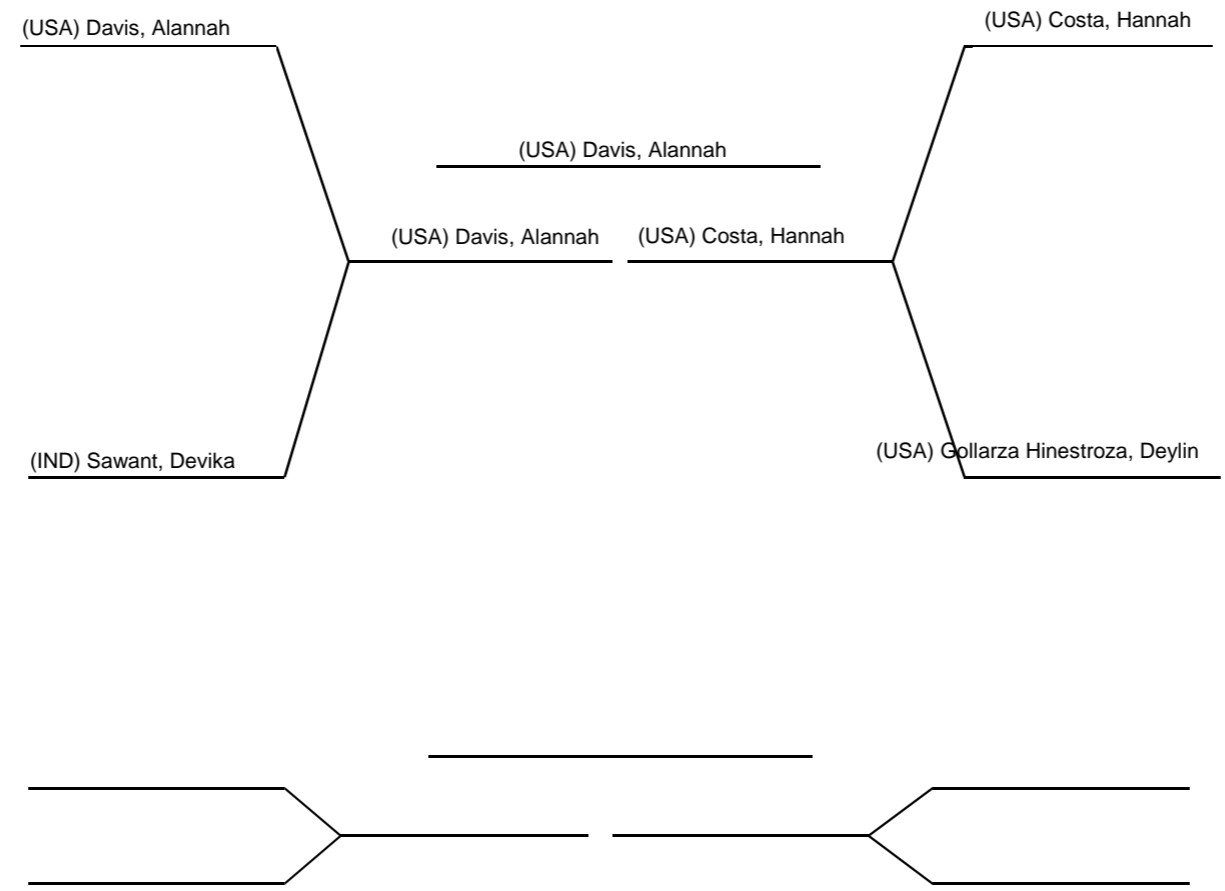 (USA) Davis, Alannah
(USA) Costa, Hannah
(USA) Davis, Alannah
(USA) Davis, Alannah
(USA) Costa, Hannah
(IND) Sawant, Devika
(USA) Gollarza Hinestroza, Deylin